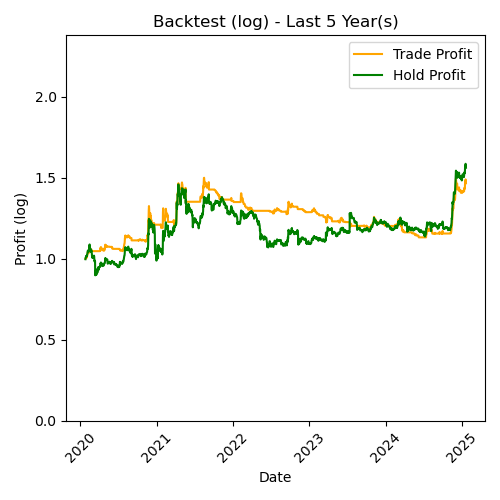 Backtest (log) - Last 5 Year(s)
Trade Profit
Hold Profit
Profit (log)
2.0
1.5
1.0
0.5
0.0
2020
2021
2022
2023
2024
2025
Date